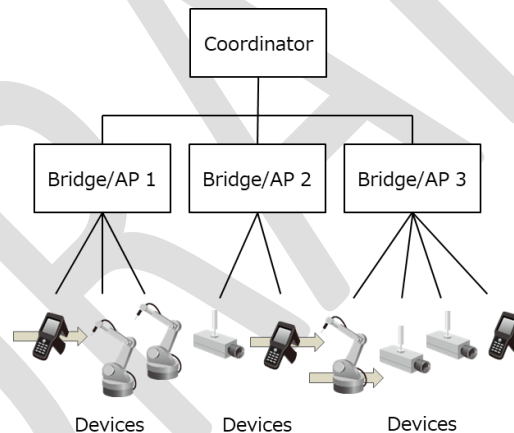 Coordinator
Bridge/AP 1
Bridge/AP 2
Bridge/AP 3
Devices
Devices
Devices